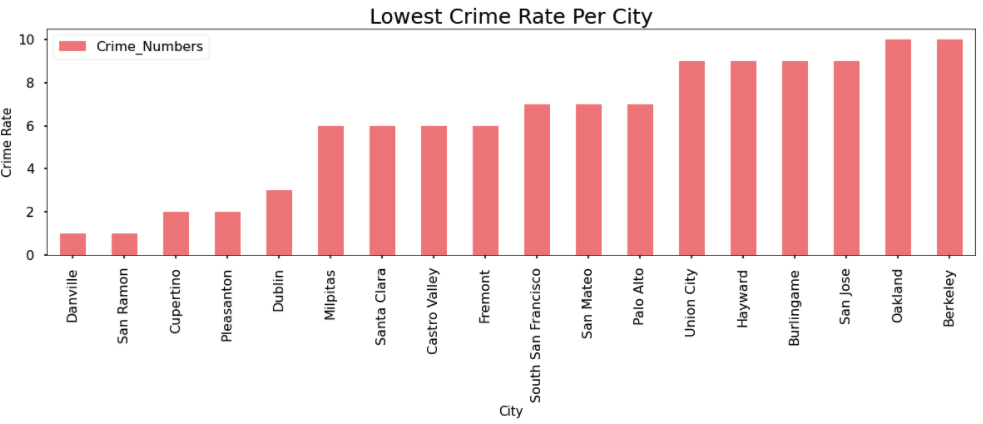 Lowest Crime Rate Per City
Crime_Numbers
Crime Rate
10
8
6
4
2
0
Danville
San Ramon
Cupertino
Pleasanton
Dublin
Milpitas
Santa Clara
Castro Valley
Fremont
South San Francisco
San Mateo
Palo Alto
Union City
Hayward
Burlingame
San Jose
Oakland
Berkeley
City